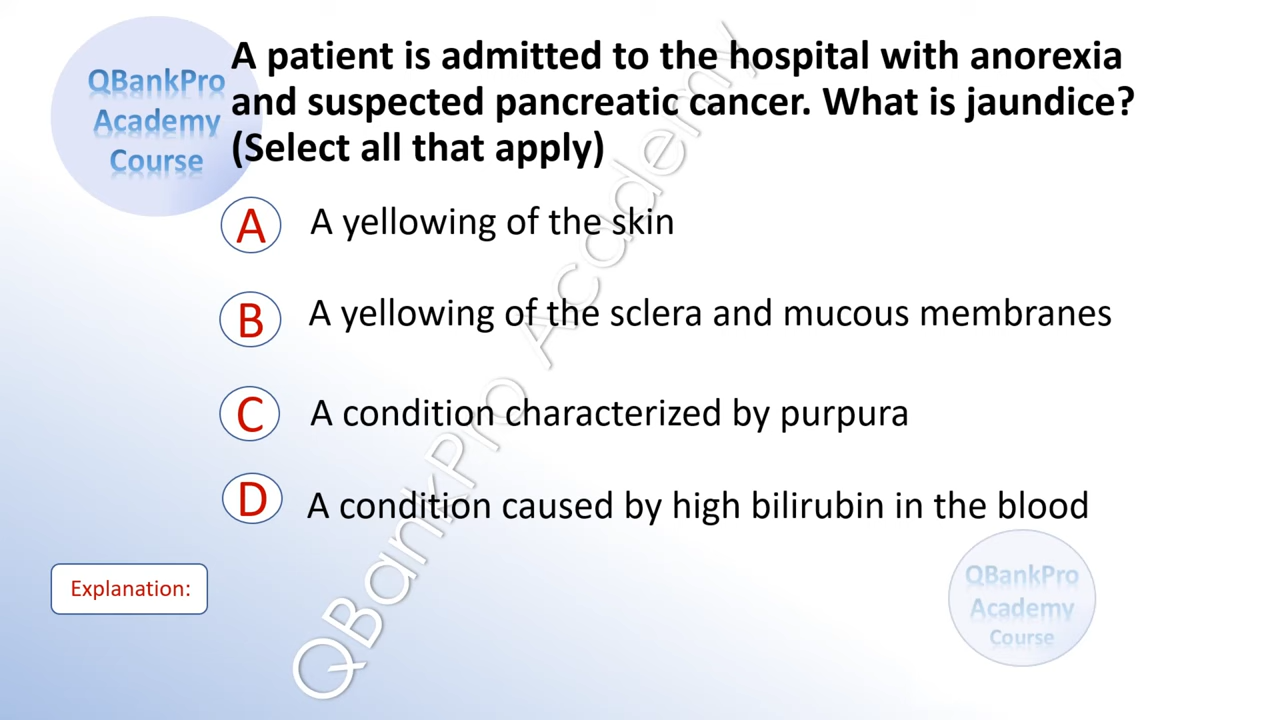 QBankPro
Academy
Course
A patient is admitted to the hospital with anorexia
and suspected pancreatic cancer. What is jaundice?
(Select all that apply)
A A yellowing of the skin
B A yellowing of the sclera and mucous membranes
C A condition characterized by purpura
D A condition caused by high bilirubin in the blood
Explanation:
QBankPro Academy
QBankPro
Academy
Course